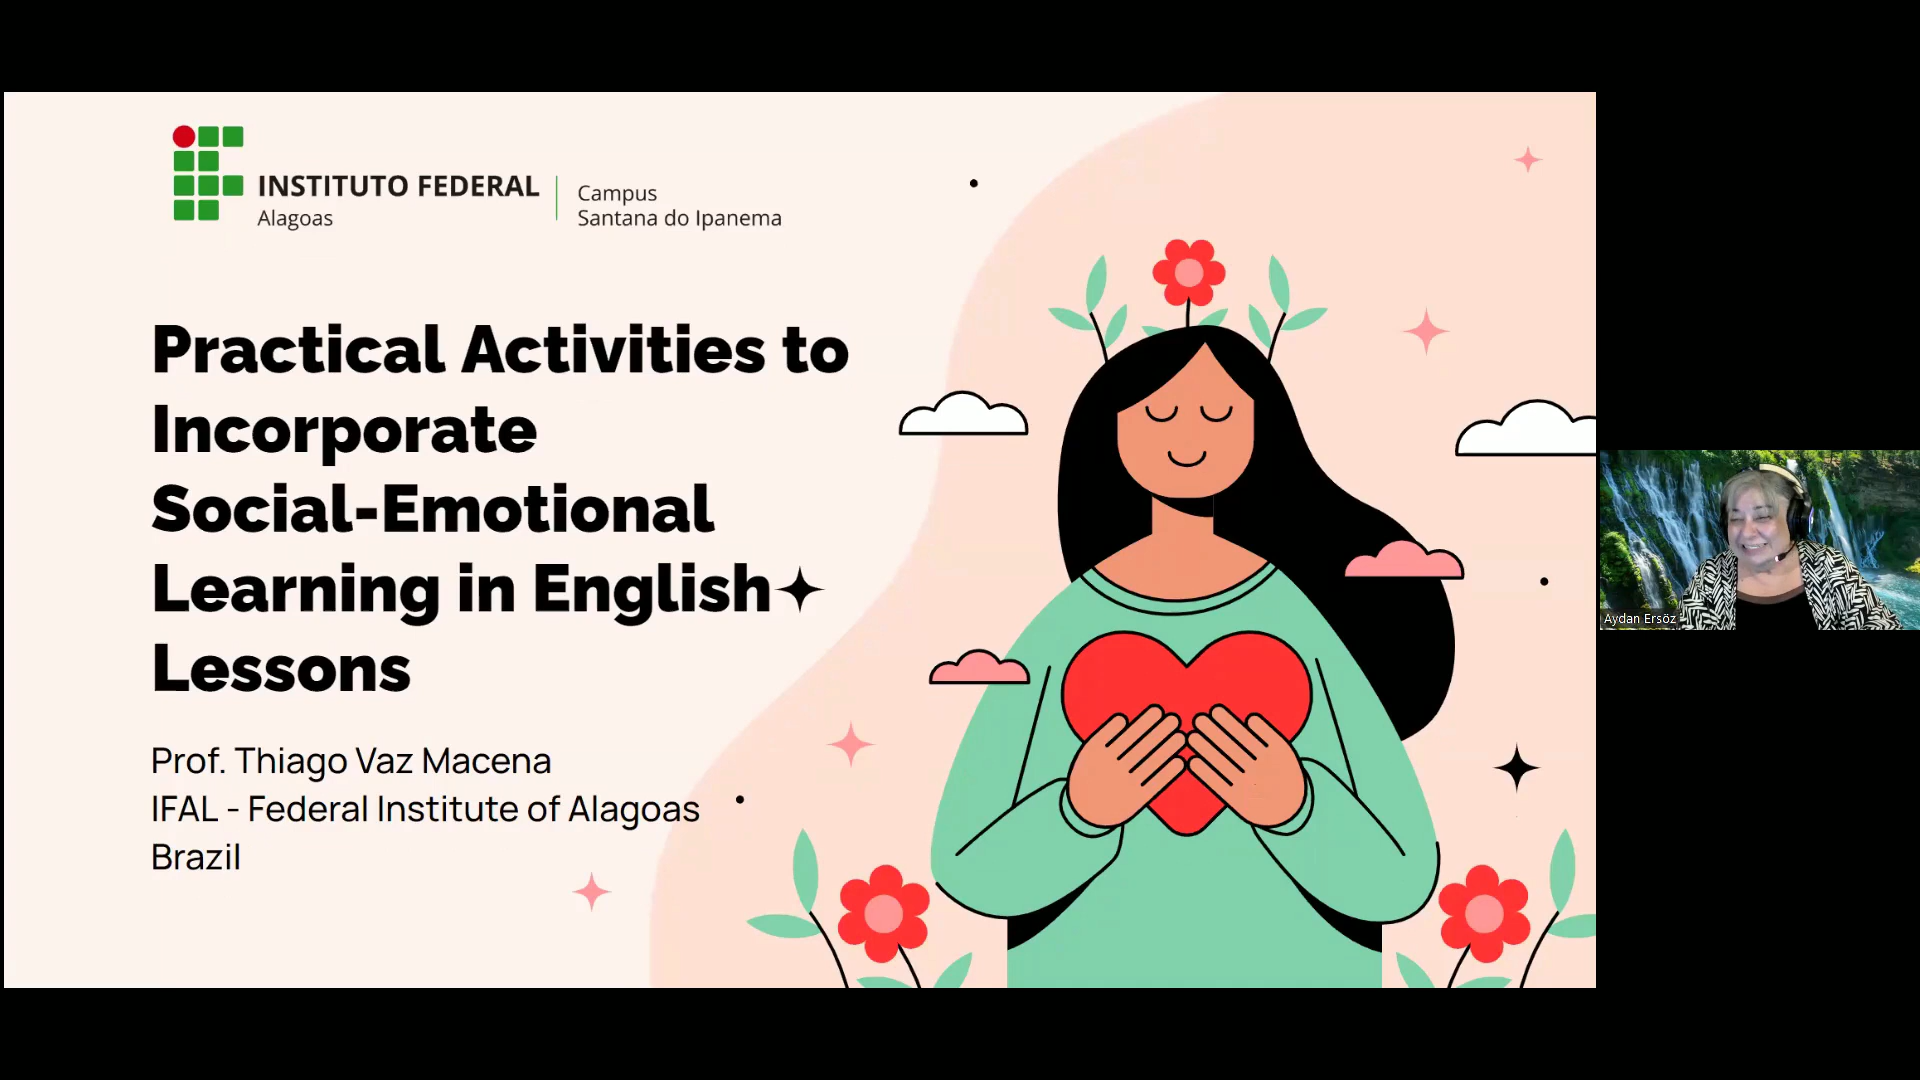 INSTITUTO FEDERAL
Alagoas
Campus
Santana do Ipanema
Practical Activities to
Incorporate
Social-Emotional
Learning in English
Lessons
Prof. Thiago Vaz Macena
IFAL - Federal Institute of Alagoas
Brazil
Aydan Ersöz